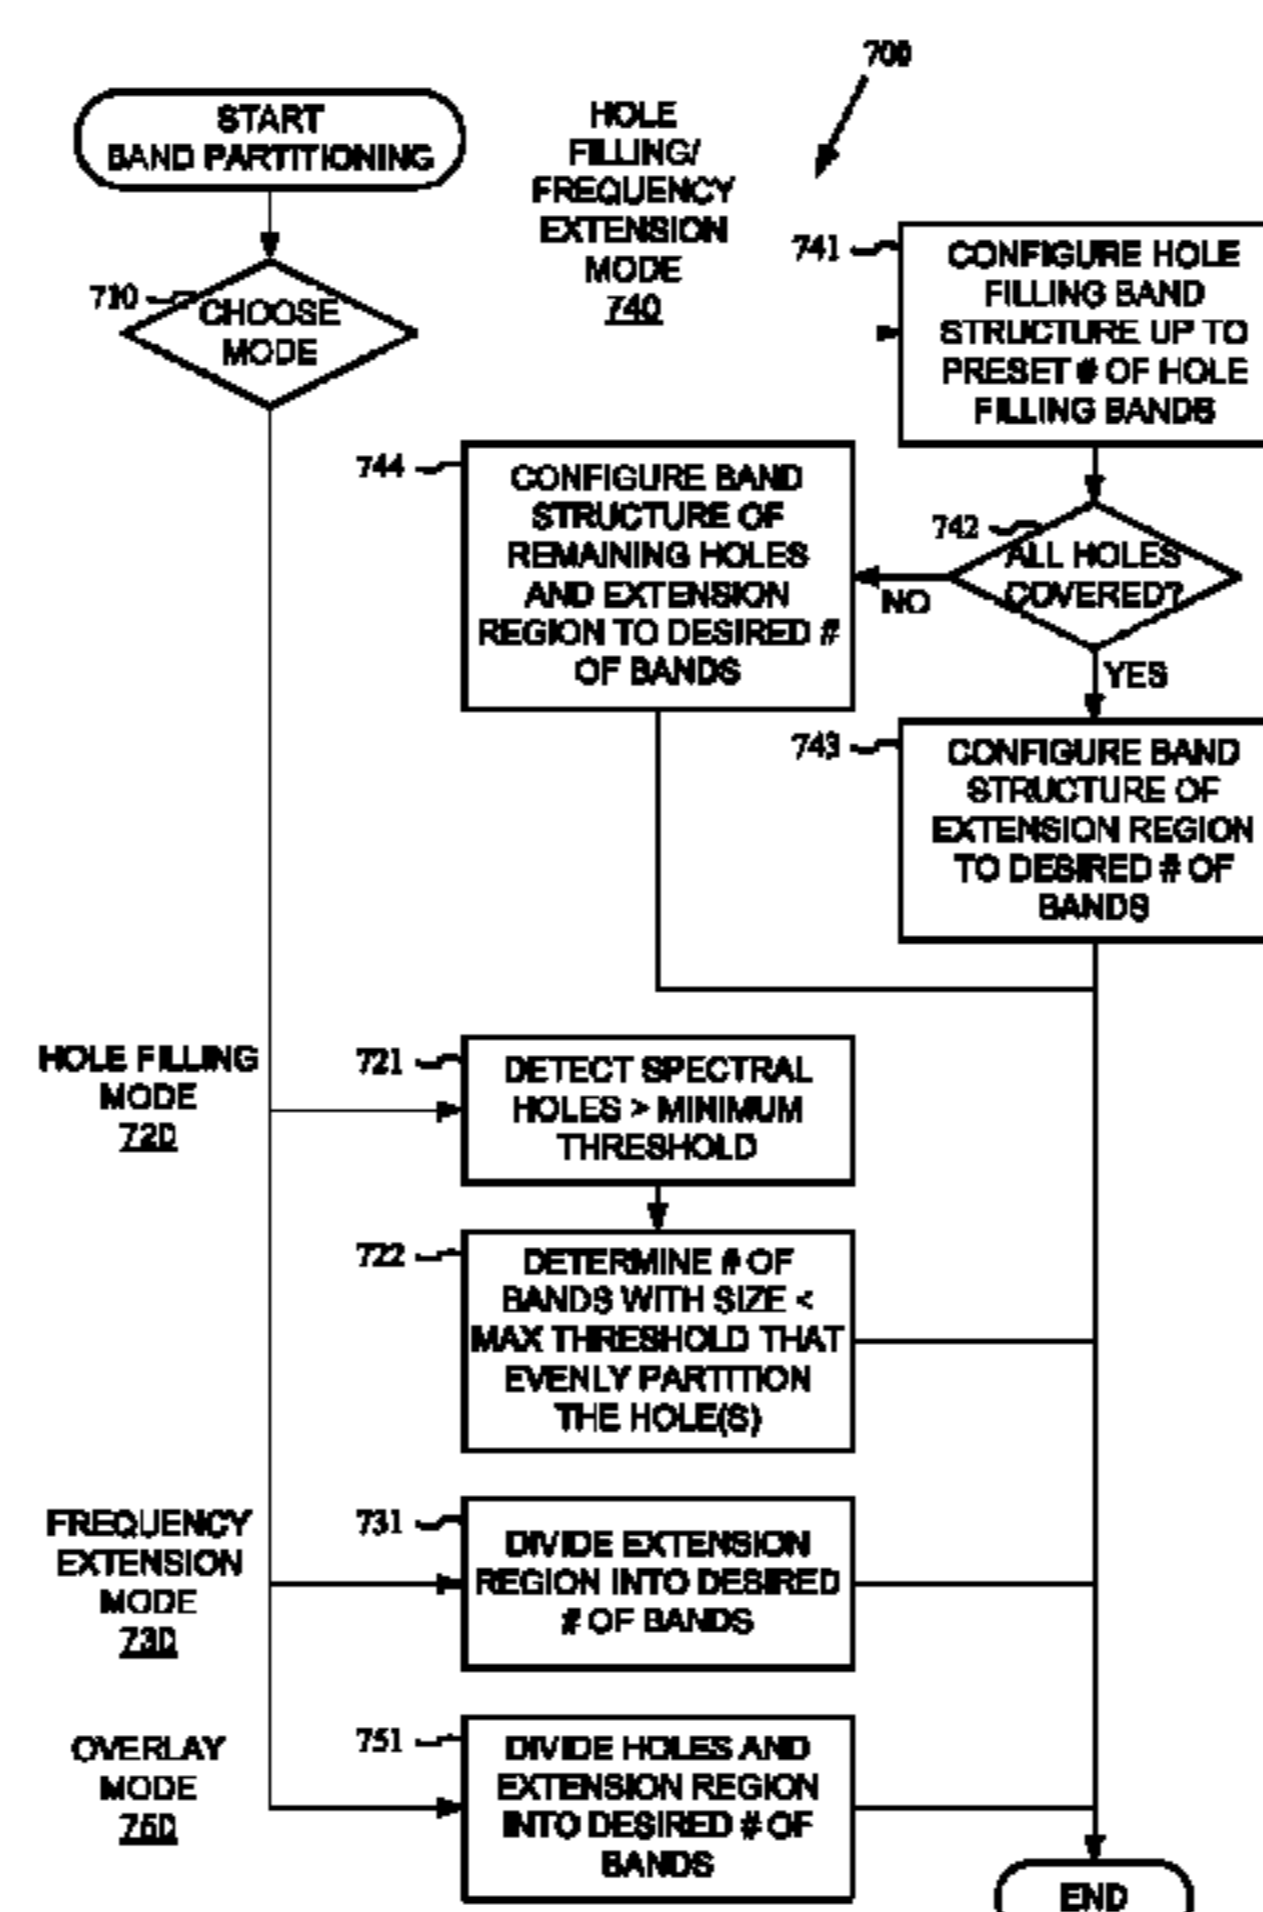 700
START
BAND PARTITIONING
HOLE
FILLING/
FREQUENCY
EXTENSION
MODE
740
710
CHOOSE
MODE
741
CONFIGURE HOLE
FILLING BAND
STRUCTURE UP TO
PRESET # OF HOLE
FILLING BANDS
742
ALL HOLES
COVERED?
NO
YES
744
CONFIGURE BAND
STRUCTURE OF
REMAINING HOLES
AND EXTENSION
REGION TO DESIRED #
OF BANDS
743
CONFIGURE BAND
STRUCTURE OF
EXTENSION REGION
TO DESIRED # OF
BANDS
HOLE FILLING
MODE
720
721
DETECT SPECTRAL
HOLES > MINIMUM
THRESHOLD
722
DETERMINE # OF
BANDS WITH SIZE <
MAX THRESHOLD THAT
EVENLY PARTITION
THE HOLE(S)
FREQUENCY
EXTENSION
MODE
730
731
DIVIDE EXTENSION
REGION INTO DESIRED
# OF BANDS
OVERLAY
MODE
750
751
DIVIDE HOLES AND
EXTENSION REGION
INTO DESIRED # OF
BANDS
END